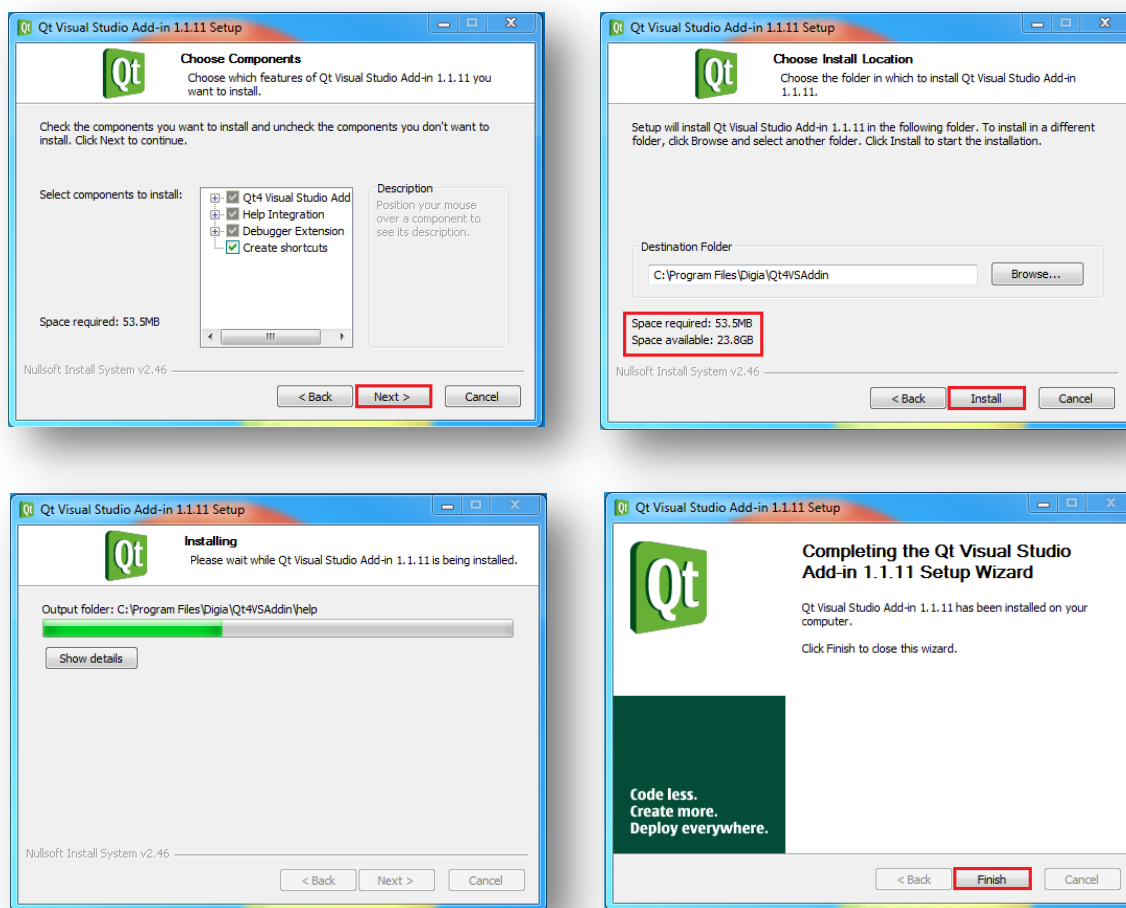 Qt Visual Studio Add-in 1.1.11 Setup
Qt
Choose Components
Choose which features of Qt Visual Studio Add-in 1.1.11 you
want to install.
Check the components you want to install and uncheck the components you don't want to
install. Click Next to continue.
Select components to install:
Qt4 Visual Studio Add
Help Integration
Debugger Extension
Create shortcuts
Description
Position your mouse
over a component to
see its description.
Space required: 53.5MB
Nullsoft Install System v2.46
< Back
Next >
Cancel
Qt Visual Studio Add-in 1.1.11 Setup
Qt
Choose Install Location
Choose the folder in which to install Qt Visual Studio Add-in
1.1.11.
Setup will install Qt Visual Studio Add-in 1.1.11 in the following folder. To install in a different
folder, click Browse and select another folder. Click Install to start the installation.
Destination Folder
C:\Program Files\Digia\Qt4VSAddin
Browse...
Space required: 53.5MB
Space available: 23.8GB
Nullsoft Install System v2.46
< Back
Install
Cancel
Qt Visual Studio Add-in 1.1.11 Setup
Qt
Installing
Please wait while Qt Visual Studio Add-in 1.1.11 is being installed.
Output folder: C:\Program Files\Digia\Qt4VSAddin\help
Show details
Nullsoft Install System v2.46
< Back
Next >
Cancel
Qt Visual Studio Add-in 1.1.11 Setup
Qt
Completing the Qt Visual Studio
Add-in 1.1.11 Setup Wizard
Qt Visual Studio Add-in 1.1.11 has been installed on your
computer.
Click Finish to close this wizard.
Code less.
Create more.
Deploy everywhere.
< Back
Finish
Cancel